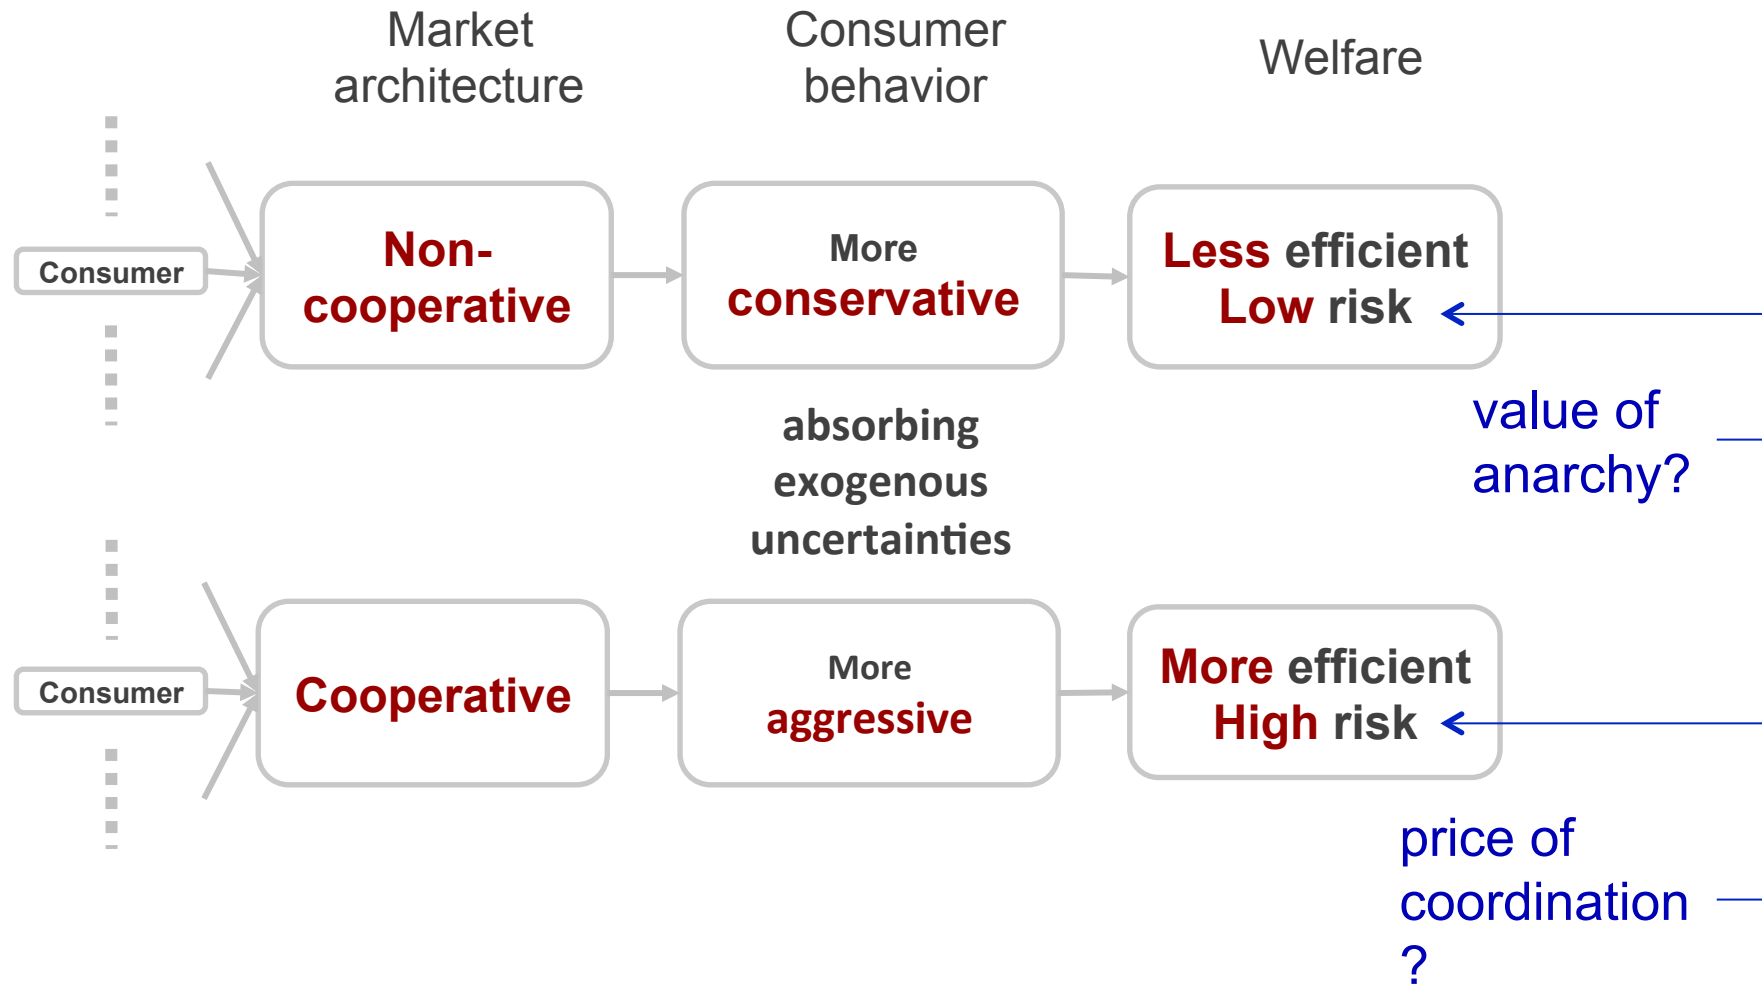 Market
architecture
Consumer
behavior
Welfare
Consumer
Non-
cooperative
More
conservative
Less efficient
Low risk
value of
anarchy?
absorbing
exogenous
uncertainties
Consumer
Cooperative
More
aggressive
More efficient
High risk
price of
coordination
?